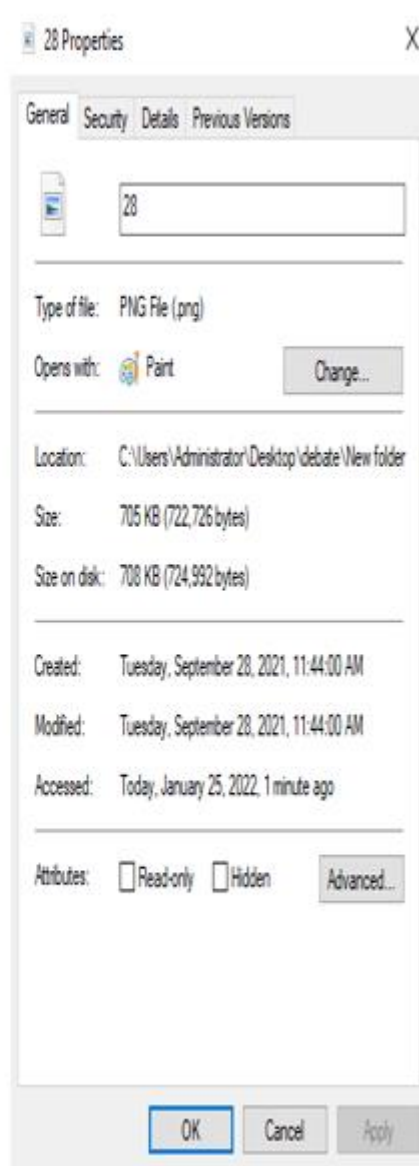 28 Properties
General Security Details Previous Versions
28
Type of file: PNG File (.png)
Opens with: Paint Change...
Location: C:\Users\Administrator\Desktop\debate\New folder
Size: 705 KB (722,726 bytes)
Size on disk: 708 KB (724,992 bytes)
Created: Tuesday, September 28, 2021, 11:44:00 AM
Modified: Tuesday, September 28, 2021, 11:44:00 AM
Accessed: Today, January 25, 2022, 1 minute ago
Attributes: Read-only Hidden Advanced...
OK Cancel Apply